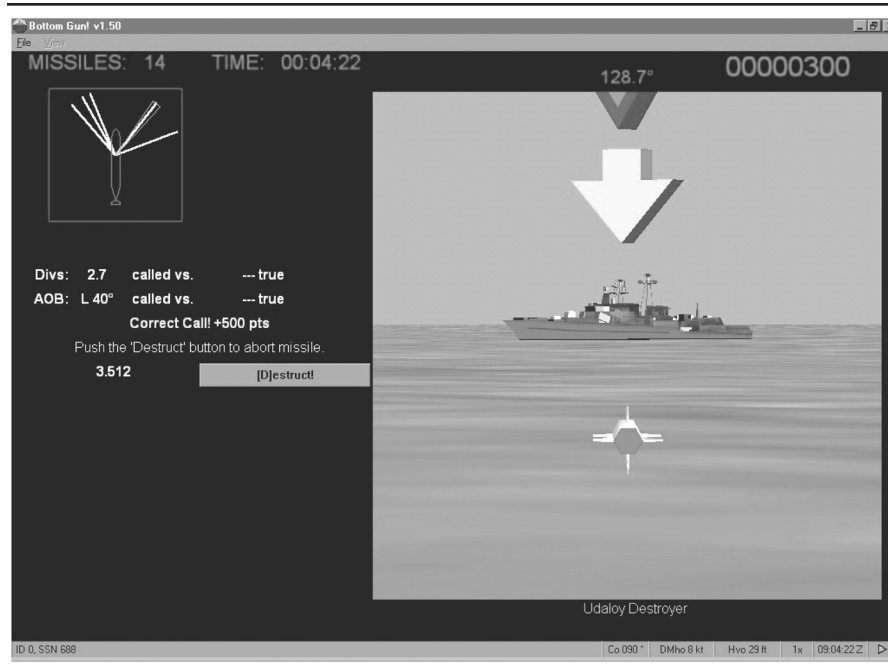 Bottom Gun! v1.50
File View
MISSILES: 14 TIME: 00:04:22 128.7° 00000300
Divs: 2.7 called vs. --- true
AOB: L 40° called vs. --- true
Correct Call! +500 pts
Push the 'Destruct' button to abort missile.
3.512 [D]estruct!
Udaloy Destroyer
ID 0, SSN 688 Co 090 ° DMho 8 kt Hvo 29 ft 1x 09:04:22 Z